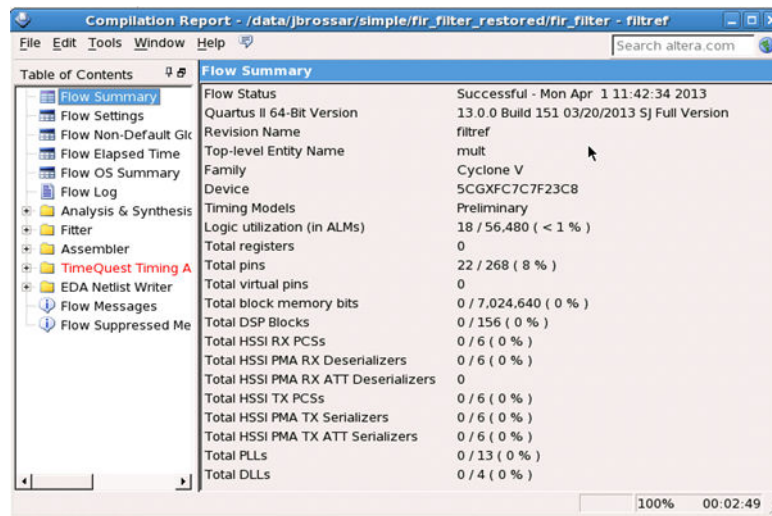 Compilation Report - /data/jbrossar/simple/fir_filter_restored/fir_filter - filtref
File Edit Tools Window Help
Search altera.com
Table of Contents
Flow Summary
Flow Settings
Flow Non-Default Glo
Flow Elapsed Time
Flow OS Summary
Flow Log
Analysis & Synthesis
Fitter
Assembler
TimeQuest Timing A
EDA Netlist Writer
Flow Messages
Flow Suppressed Me
Flow Summary
Flow Status Successful - Mon Apr 1 11:42:34 2013
Quartus II 64-Bit Version 13.0.0 Build 151 03/20/2013 SJ Full Version
Revision Name filtref
Top-level Entity Name mult
Family Cyclone V
Device 5CGXFC7C7F23C8
Timing Models Preliminary
Logic utilization (in ALMs) 18 / 56,480 ( < 1 % )
Total registers 0
Total pins 22 / 268 ( 8 % )
Total virtual pins 0
Total block memory bits 0 / 7,024,640 ( 0 % )
Total DSP Blocks 0 / 156 ( 0 % )
Total HSSI RX PCSs 0 / 6 ( 0 % )
Total HSSI PMA RX Deserializers 0 / 6 ( 0 % )
Total HSSI PMA RX ATT Deserializers 0
Total HSSI TX PCSs 0 / 6 ( 0 % )
Total HSSI PMA TX Serializers 0 / 6 ( 0 % )
Total HSSI PMA TX ATT Serializers 0 / 6 ( 0 % )
Total PLLs 0 / 13 ( 0 % )
Total DLLs 0 / 4 ( 0 % )
100% 00:02:49